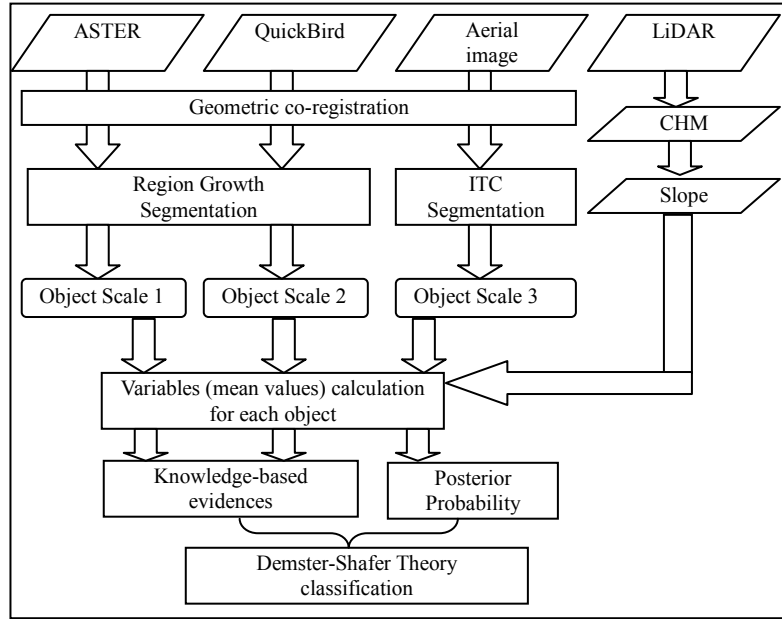 ASTER
QuickBird
Aerial
image
LiDAR
Geometric co-registration
CHM
Region Growth
Segmentation
ITC
Segmentation
Slope
Object Scale 1
Object Scale 2
Object Scale 3
Variables (mean values) calculation
for each object
Knowledge-based
evidences
Posterior
Probability
Demster-Shafer Theory
classification